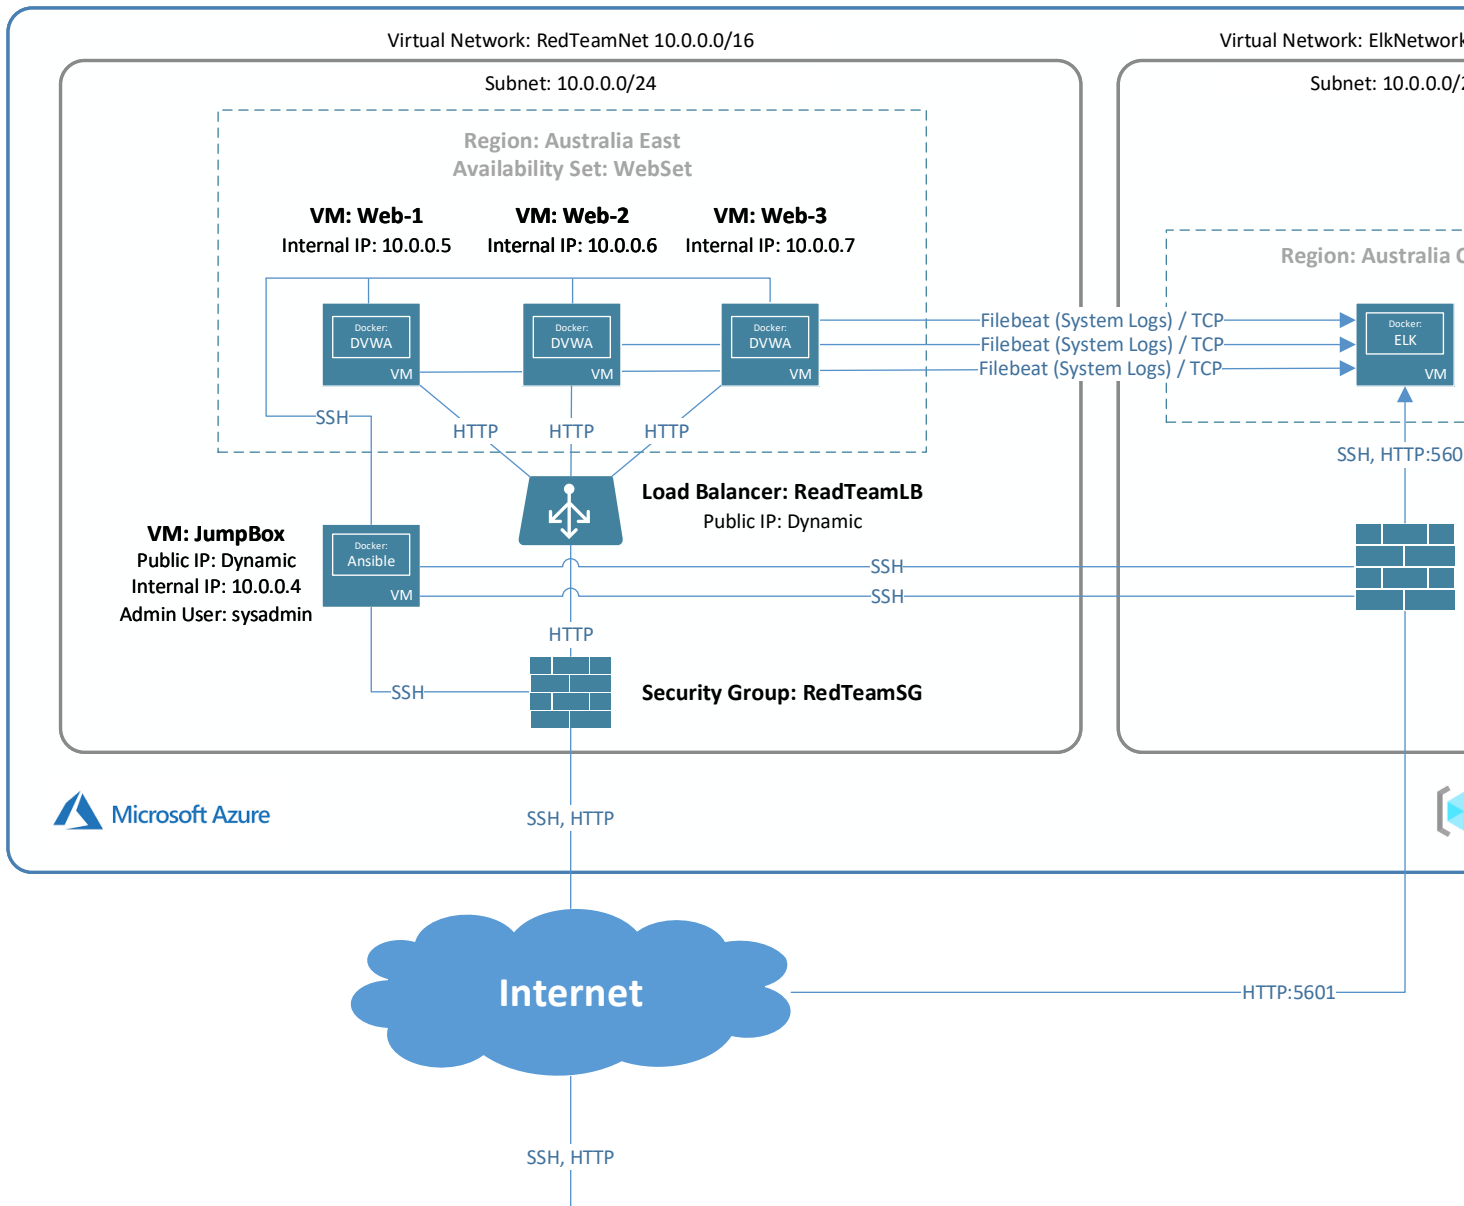 Virtual Network: RedTeamNet 10.0.0.0/16
Virtual Network: ElkNetwork
Subnet: 10.0.0.0/24
Subnet: 10.0.0.0/
Region: Australia East
Availability Set: WebSet
VM: Web-1
Internal IP: 10.0.0.5
VM: Web-2
Internal IP: 10.0.0.6
VM: Web-3
Internal IP: 10.0.0.7
Region: Australia
Docker:
DVWA
VM
Docker:
DVWA
VM
Docker:
DVWA
VM
Filebeat (System Logs) / TCP
Filebeat (System Logs) / TCP
Filebeat (System Logs) / TCP
Docker:
ELK
VM
SSH
HTTP
HTTP
HTTP
SSH, HTTP:560
Load Balancer: ReadTeamLB
Public IP: Dynamic
VM: JumpBox
Public IP: Dynamic
Internal IP: 10.0.0.4
Admin User: sysadmin
Docker:
Ansible
VM
SSH
SSH
HTTP
SSH
Security Group: RedTeamSG
Microsoft Azure
SSH, HTTP
Internet
HTTP:5601
SSH, HTTP